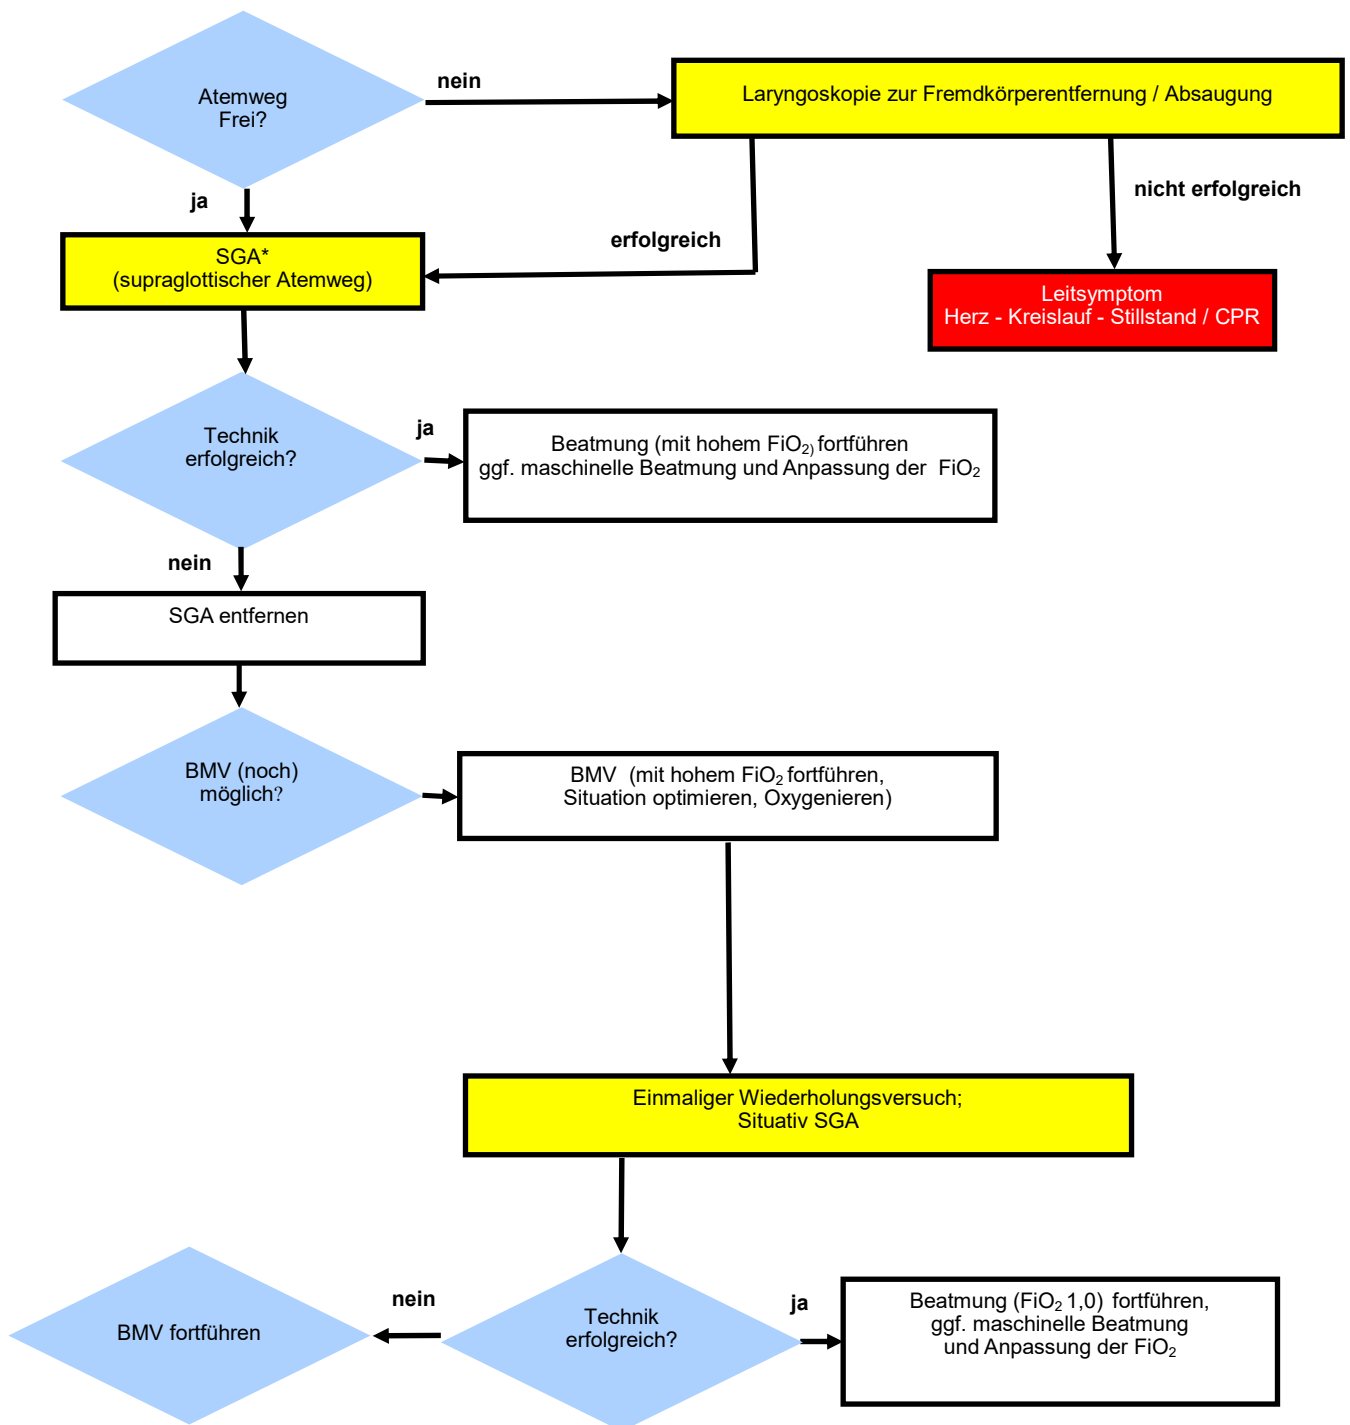 Atemweg
Frei?
nein
Laryngoskopie zur Fremdkörperentfernung / Absaugung
ja
erfolgreich
nicht erfolgreich
SGA*
(supraglottischer Atemweg)
Leitsymptom
Herz - Kreislauf - Stillstand / CPR
Technik
erfolgreich?
ja
Beatmung (mit hohem FiO₂₎ fortführen
ggf. maschinelle Beatmung und Anpassung der FiO₂
nein
SGA entfernen
BMV (noch)
möglich?
BMV (mit hohem FiO₂ fortführen,
Situation optimieren, Oxygenieren)
Einmaliger Wiederholungsversuch;
Situativ SGA
BMV fortführen
nein
Technik
erfolgreich?
ja
Beatmung (FiO₂ 1,0) fortführen,
ggf. maschinelle Beatmung
und Anpassung der FiO₂